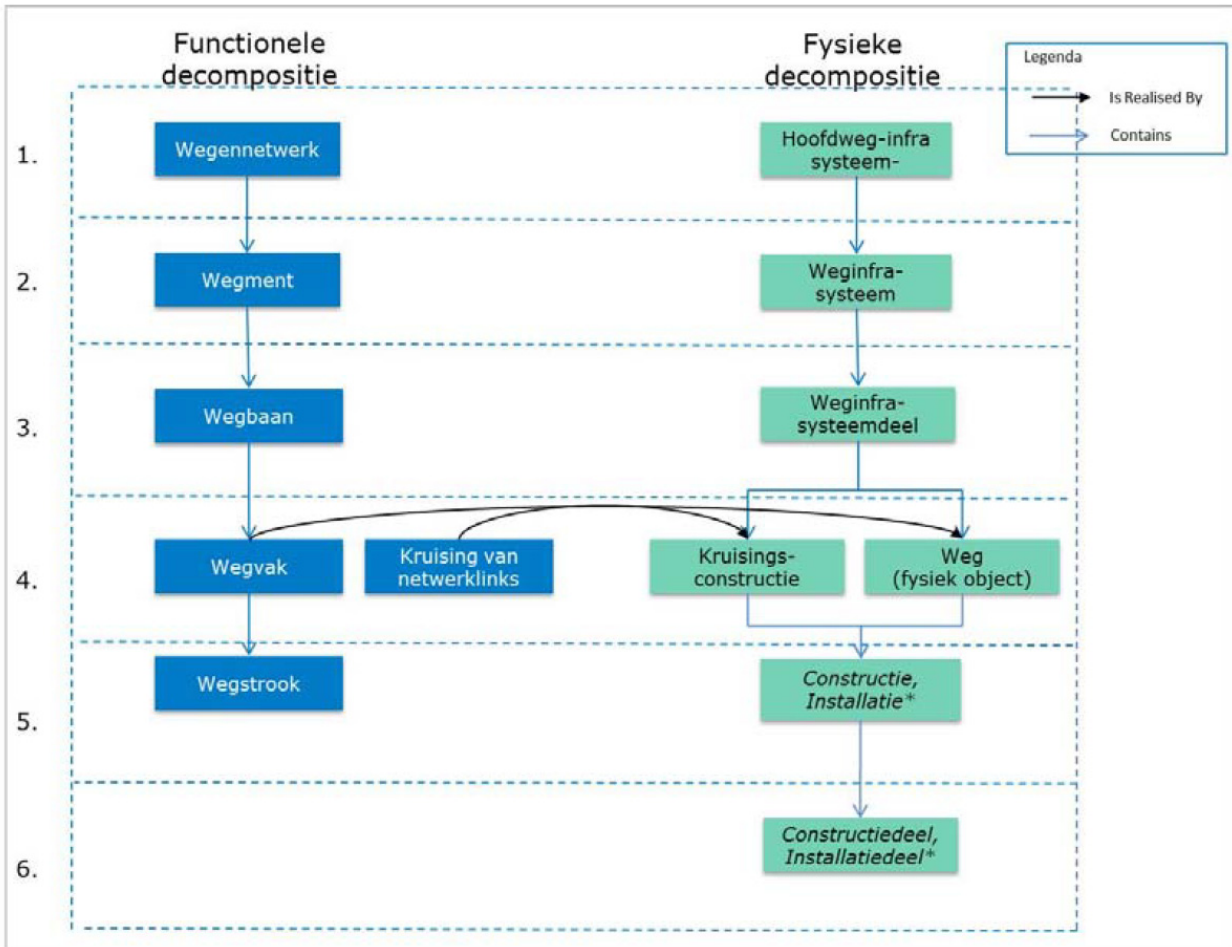 Functionele
decompositie
Fysieke
decompositie
Legenda
Is Realised By
Contains
1.
Wegennetwerk
Hoofdweg-infra
systeem-
2.
Wegment
Weginfra-
systeem
3.
Wegbaan
Weginfra-
systeemdeel
4.
Wegvak
Kruising van
netwerklinks
Kruisings-
constructie
Weg
(fysiek object)
5.
Wegstrook
Constructie,
Installatie*
6.
Constructiedeel,
Installatiedeel*